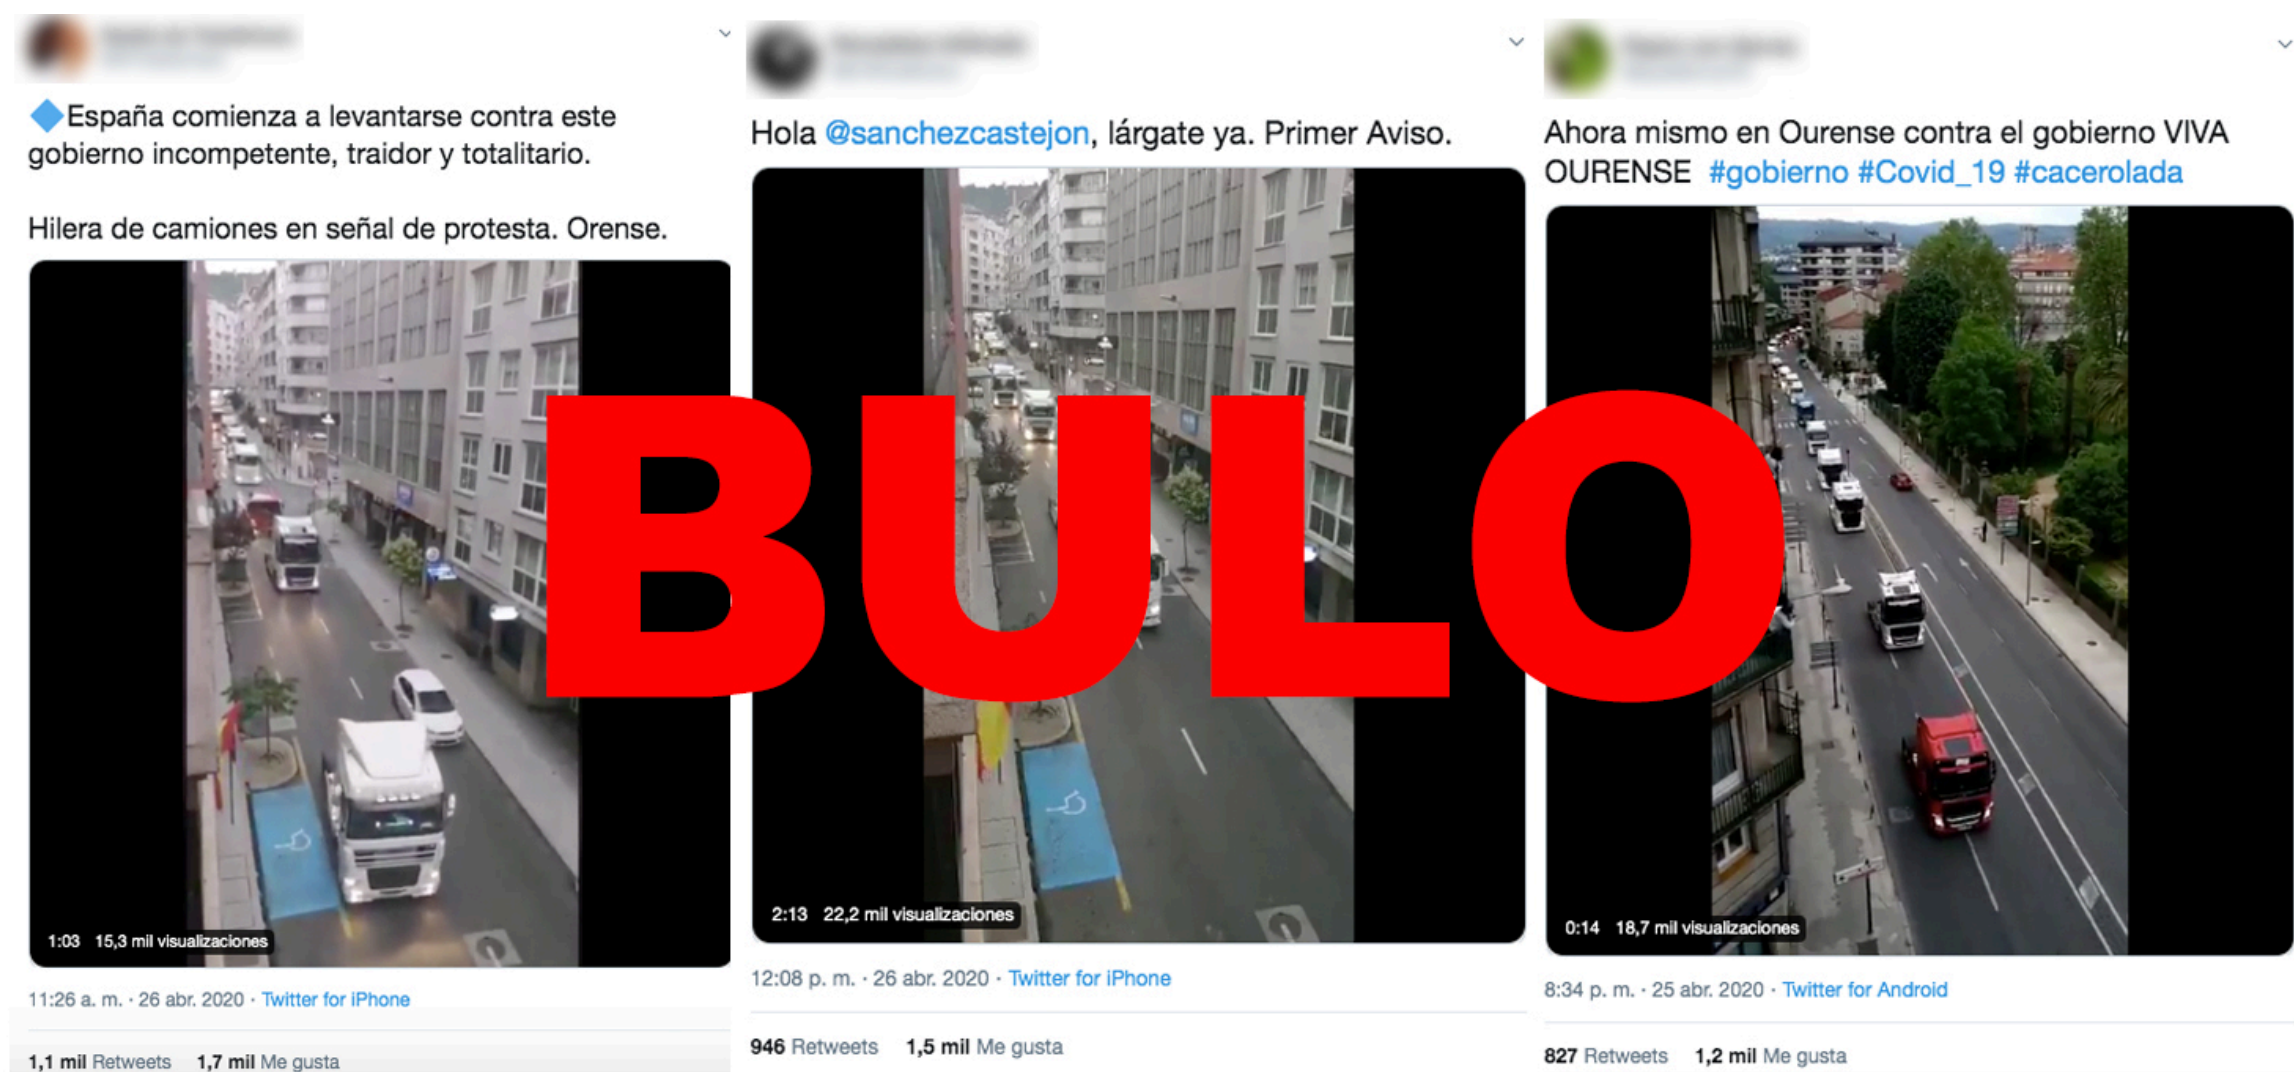 España comienza a levantarse contra este
gobierno incompetente, traidor y totalitario.
Hilera de camiones en señal de protesta. Orense.
1:03 15,3 mil visualizaciones
11:26 a. m. · 26 abr. 2020 · Twitter for iPhone
1,1 mil Retweets 1,7 mil Me gusta
Hola @sanchezcastejon, lárgate ya. Primer Aviso.
2:13 22,2 mil visualizaciones
12:08 p. m. · 26 abr. 2020 · Twitter for iPhone
946 Retweets 1,5 mil Me gusta
Ahora mismo en Ourense contra el gobierno VIVA
OURENSE #gobierno #Covid_19 #cacerolada
0:14 18,7 mil visualizaciones
8:34 p. m. · 25 abr. 2020 · Twitter for Android
827 Retweets 1,2 mil Me gusta
BULO